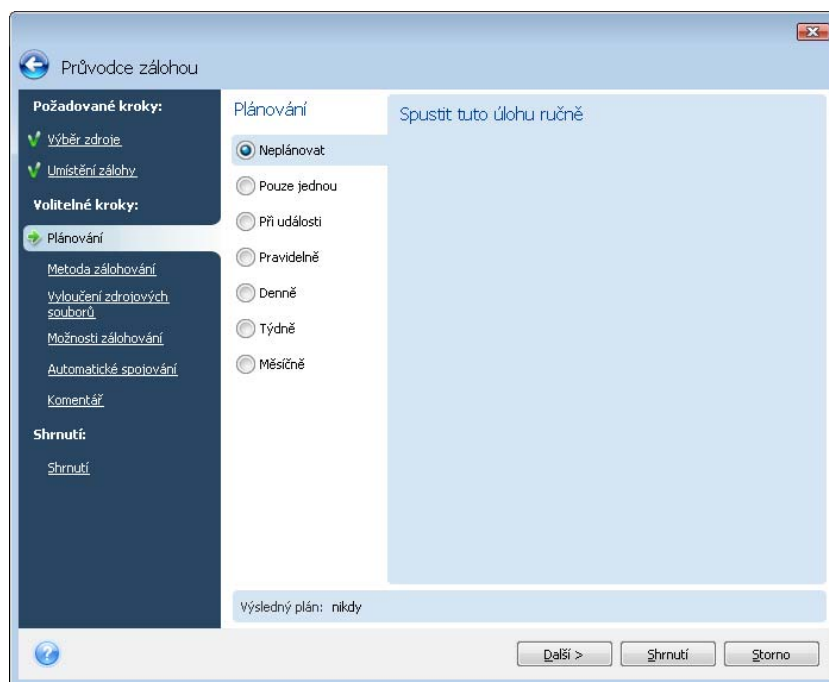 Průvodce zálohou
Požadované kroky:
Výběr zdroje
Umístění zálohy
Volitelné kroky:
Plánování
Metoda zálohování
Vyloučení zdrojových
souborů
Možnosti zálohování
Automatické spojování
Komentář
Shrnutí:
Shrnutí
Plánování
Neplánovat
Pouze jednou
Při události
Pravidelně
Denně
Týdně
Měsíčně
Spustit tuto úlohu ručně
Výsledný plán: nikdy
Další >
Shrnutí
Storno